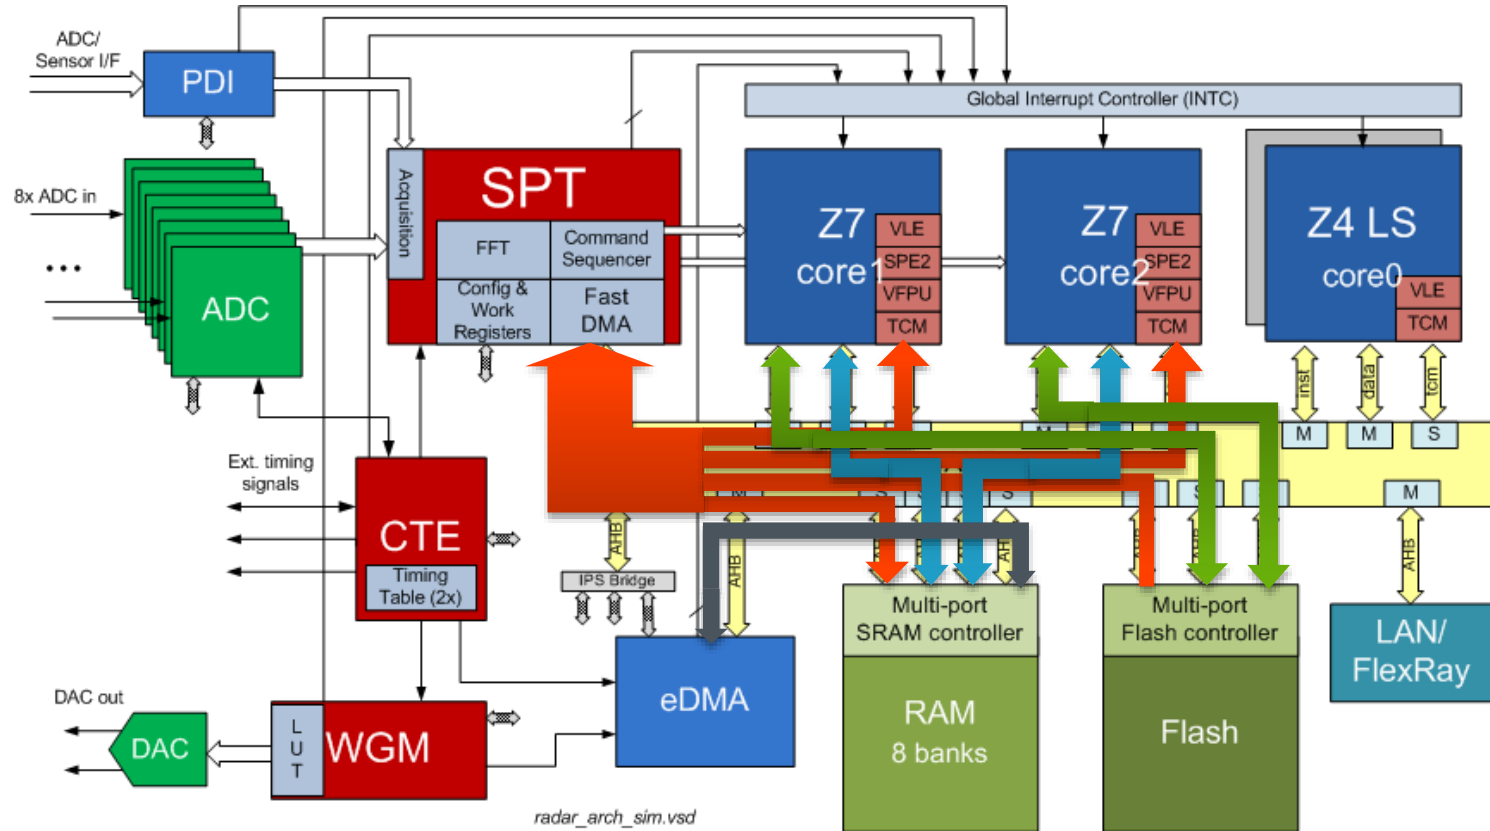 ADC/
Sensor I/F
PDI
Global Interrupt Controller (INTC)
8x ADC in
...
ADC
Acquisition
SPT
FFT
Command
Sequencer
Config &
Work
Registers
Fast
DMA
Z7
core1
VLE
SPE2
VFPU
TCM
Z7
core2
VLE
SPE2
VFPU
TCM
Z4 LS
core0
VLE
TCM
inst
data
tcm
M
M
S
M
Ext. timing
signals
CTE
Timing
Table (2x)
AHB
IPS Bridge
AHB
AHB
Multi-port
SRAM controller
RAM
8 banks
Multi-port
Flash controller
Flash
LAN/
FlexRay
eDMA
DAC out
DAC
LUT
WGM
radar_arch_sim.vsd